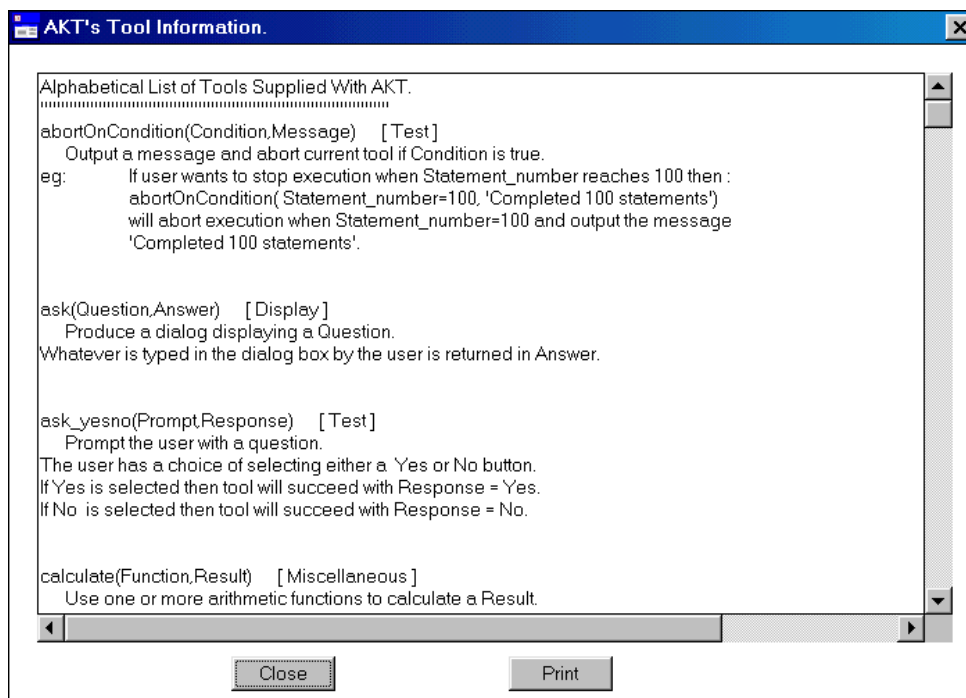 AKT's Tool Information.
Alphabetical List of Tools Supplied With AKT.
abortOnCondition(Condition,Message) [Test]
Output a message and abort current tool if Condition is true.
eg: If user wants to stop execution when Statement_number reaches 100 then :
abortOnCondition( Statement_number=100, 'Completed 100 statements')
will abort execution when Statement_number=100 and output the message
'Completed 100 statements'.
ask(Question,Answer) [Display]
Produce a dialog displaying a Question.
Whatever is typed in the dialog box by the user is returned in Answer.
ask_yesno(Prompt,Response) [Test]
Prompt the user with a question.
The user has a choice of selecting either a Yes or No button.
If Yes is selected then tool will succeed with Response = Yes.
If No is selected then tool will succeed with Response = No.
calculate(Function,Result) [Miscellaneous]
Use one or more arithmetic functions to calculate a Result.
Close Print